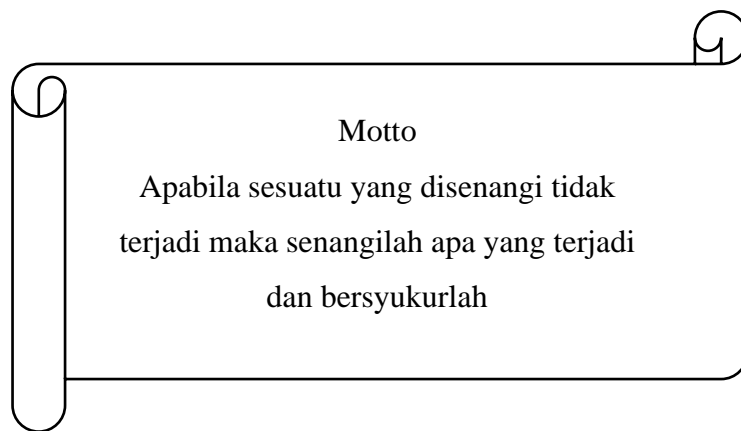 Motto
Apabila sesuatu yang disenangi tidak
terjadi maka senangilah apa yang terjadi
dan bersyukurlah